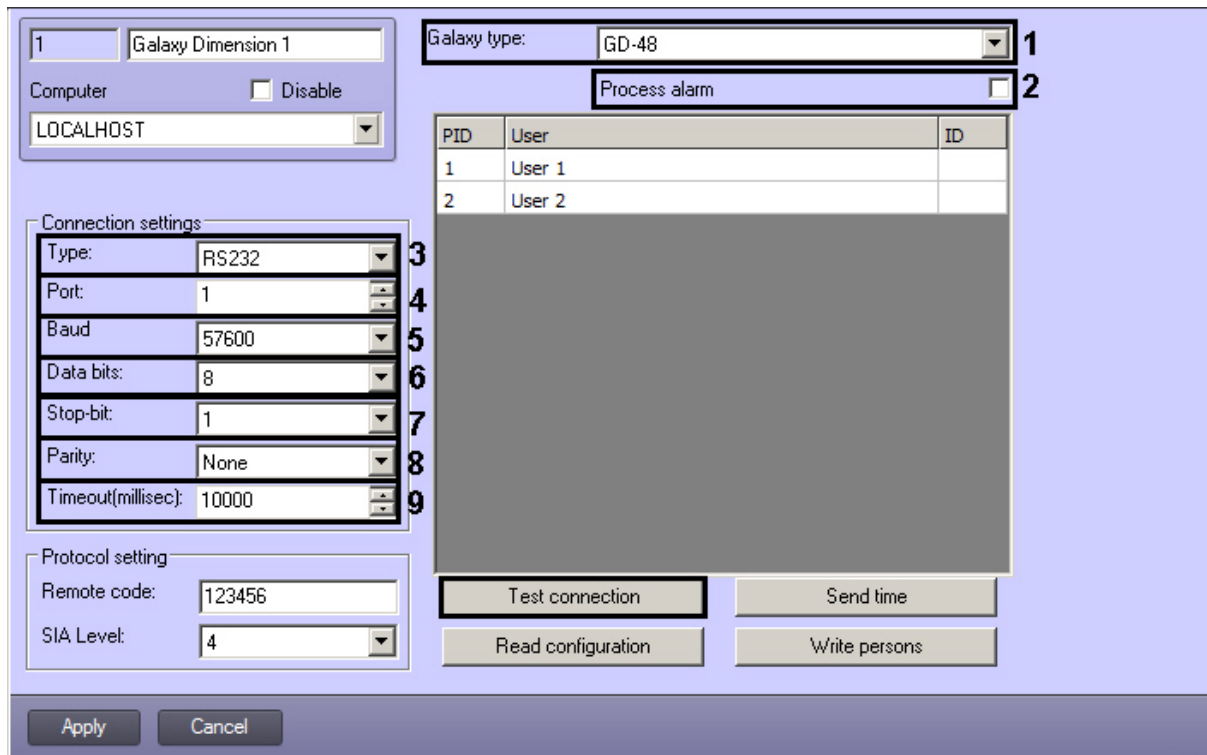 1 Galaxy Dimension 1
Computer Disable
LOCALHOST
Galaxy type: GD-48 1
Process alarm 2
PID User ID
1 User 1
2 User 2
Connection settings
Type: RS232 3
Port: 1 4
Baud 57600 5
Data bits: 8 6
Stop-bit: 1 7
Parity: None 8
Timeout(millisec): 10000 9
Protocol setting
Remote code: 123456
SIA Level: 4
Test connection Send time
Read configuration Write persons
Apply Cancel